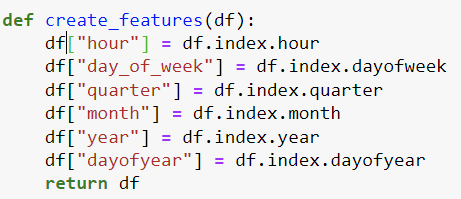 def create_features(df):
    df["hour"] = df.index.hour
    df["day_of_week"] = df.index.dayofweek
    df["quarter"] = df.index.quarter
    df["month"] = df.index.month
    df["year"] = df.index.year
    df["dayofyear"] = df.index.dayofyear
    return df